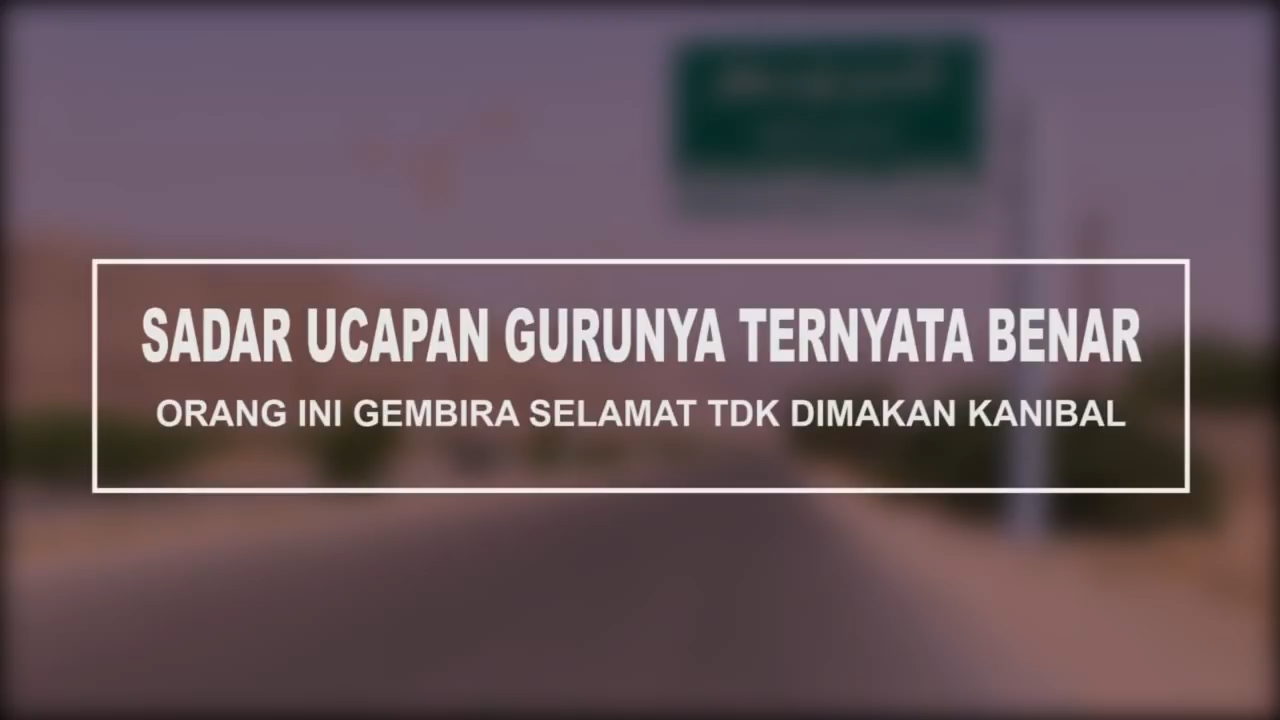 SADAR UCAPAN GURUNYA TERNYATA BENAR
ORANG INI GEMBIRA SELAMAT TDK DIMAKAN KANIBAL